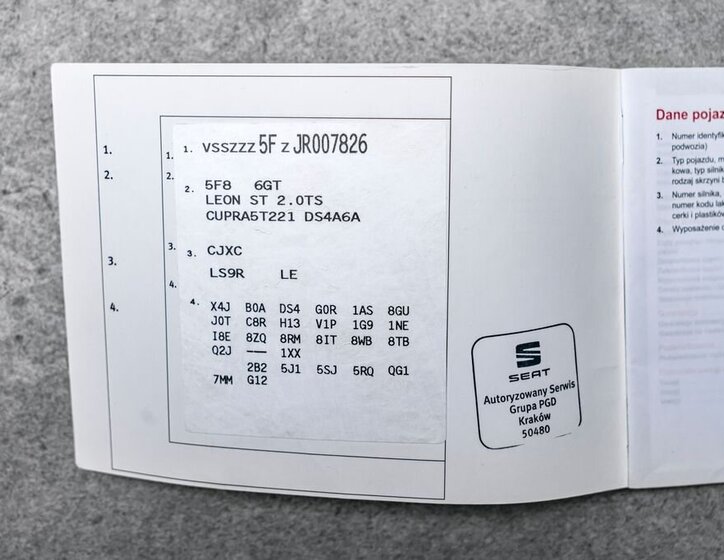 1.
2.
3.
4.
1.
2.
3.
4.
1. VSSZZZ 5F Z JR007826
2. 5F8 6GT
LEON ST 2.0TS
CUPRA5T221 DS4A6A
3. CJXC
LS9R LE
4. X4J B0A DS4 G0R 1AS 8GU
J0T C8R H13 V1P 1G9 1NE
I8E 8ZQ 8RM 8IT 8WB 8TB
Q2J —— 1XX
2B2 5J1 5SJ 5RQ QG1
7MM G12
SEAT
Autoryzowany Serwis
Grupa PGD
Kraków
50480
Dane pojaz
1. Numer identyfik
podwozia)
2. Typ pojazdu, m
kowa, typ silnik
rodzaj skrzyni b
3. Numer silnika,
numer kodu lak
cerki i plastików
4. Wyposażenie d